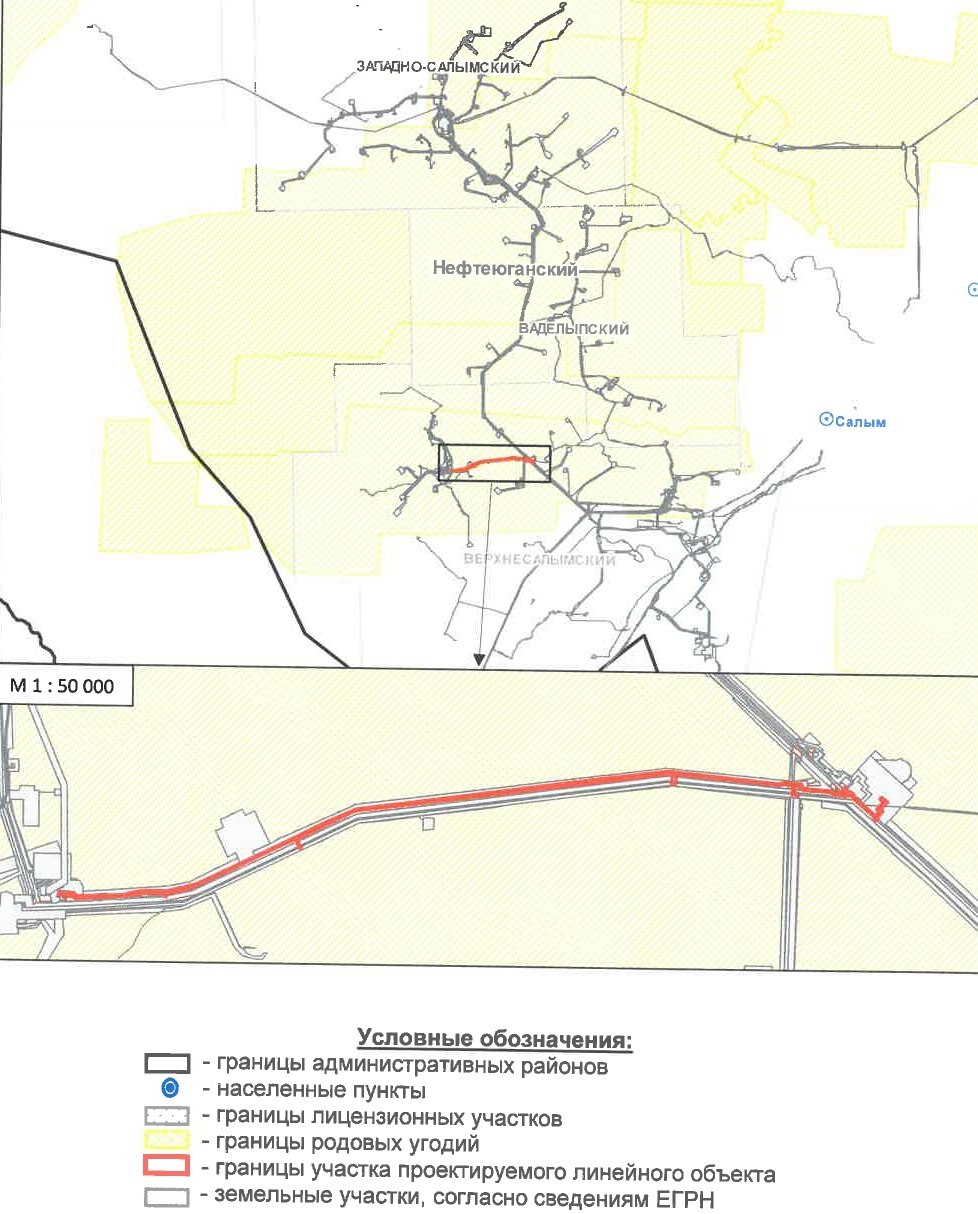 ЗАПАДНО-САЛЫМСКИЙ
Нефтеюганский
ВАДЕЛЫПСКИЙ
Салым
ВЕРХНЕСАЛЫМСКИЙ
М 1 : 50 000
Условные обозначения:
- границы административных районов
- населенные пункты
- границы лицензионных участков
- границы родовых угодий
- границы участка проектируемого линейного объекта
- земельные участки, согласно сведениям ЕГРН